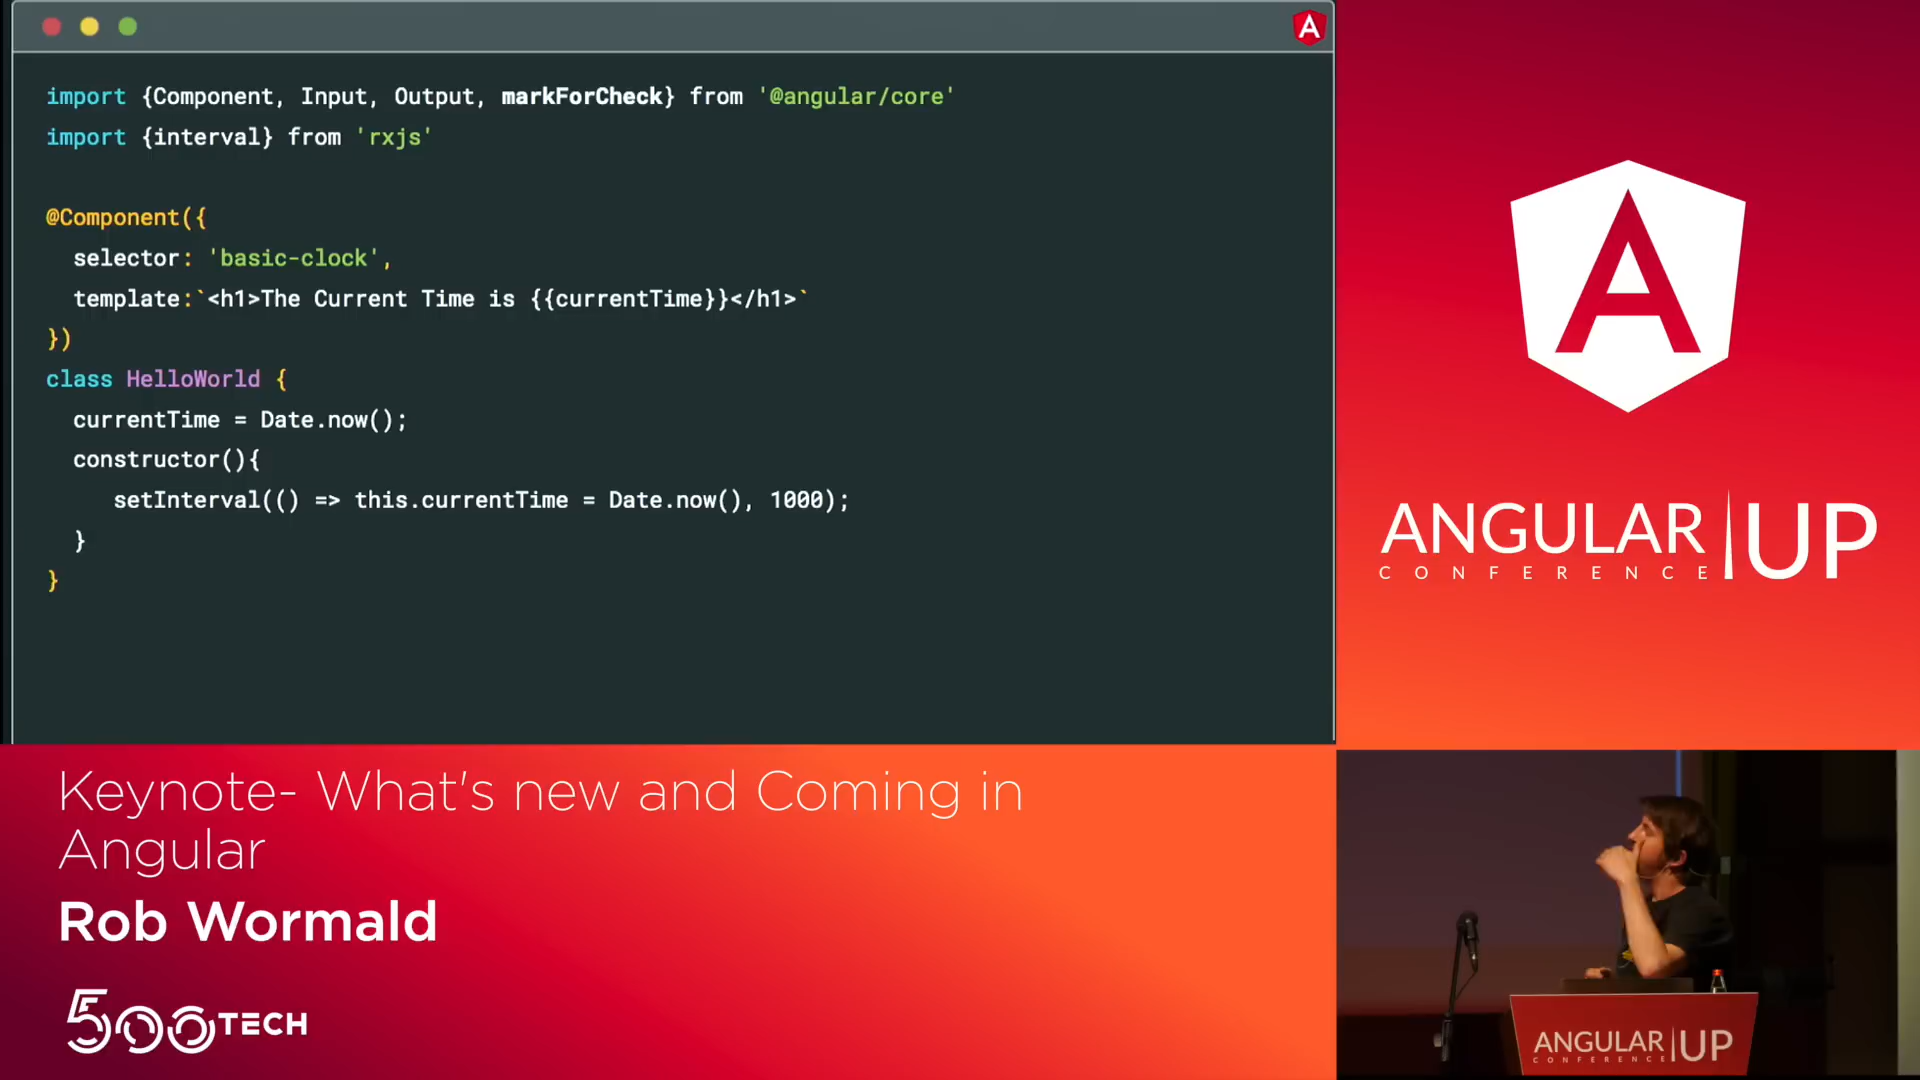 import {Component, Input, Output, markForCheck} from '@angular/core'
import {interval} from 'rxjs'
@Component({
selector: 'basic-clock',
template:`<h1>The Current Time is {{currentTime}}</h1>`
})
class HelloWorld {
currentTime = Date.now();
constructor(){
setInterval(() => this.currentTime = Date.now(), 1000);
}
}
ANGULAR UP
CONFERENCE
Keynote- What's new and Coming in
Angular
Rob Wormald
500TECH
ANGULAR UP
CONFERENCE